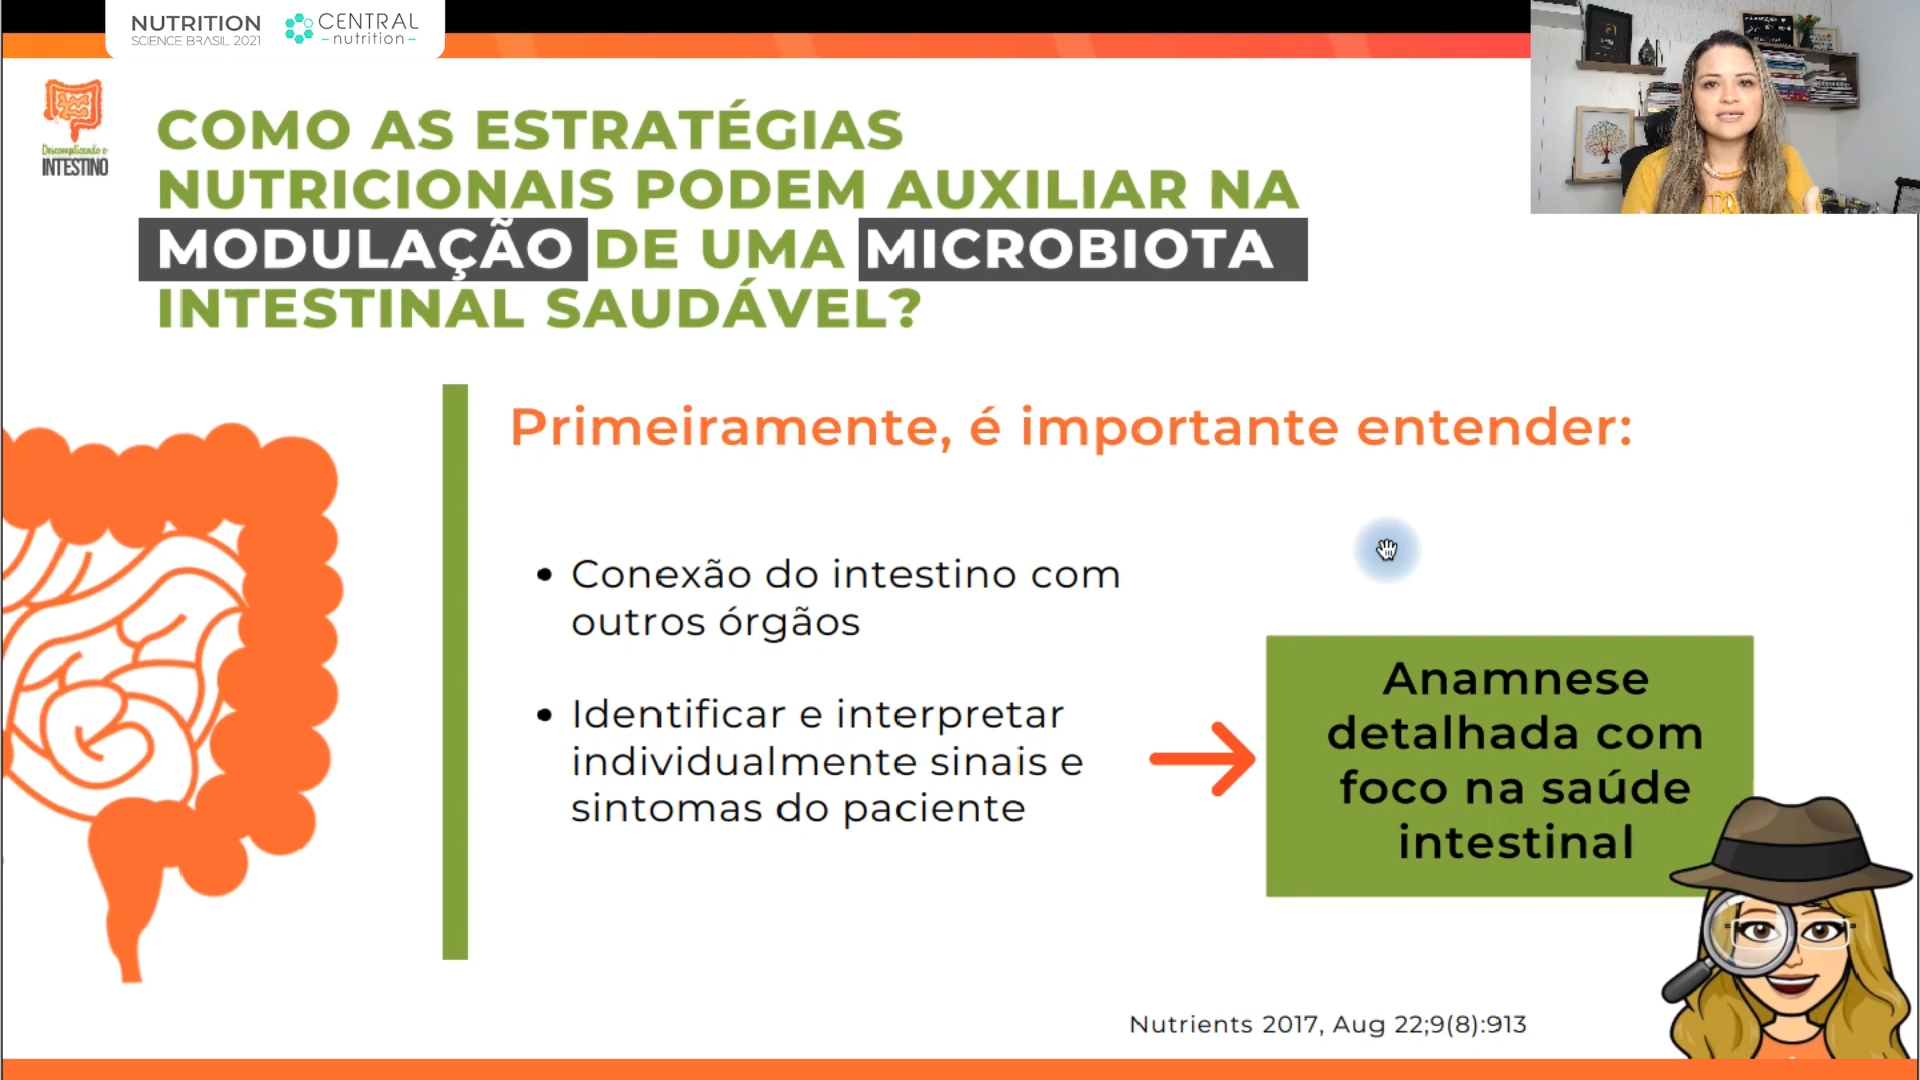 NUTRITION
SCIENCE BRASIL 2021
CENTRAL
nutrition
Descomplicando o
INTESTINO
COMO AS ESTRATÉGIAS
NUTRICIONAIS PODEM AUXILIAR NA
MODULAÇÃO DE UMA MICROBIOTA
INTESTINAL SAUDÁVEL?
Primeiramente, é importante entender:
Conexão do intestino com
outros órgãos
Identificar e interpretar
individualmente sinais e
sintomas do paciente
Anamnese
detalhada com
foco na saúde
intestinal
Nutrients 2017, Aug 22;9(8):913